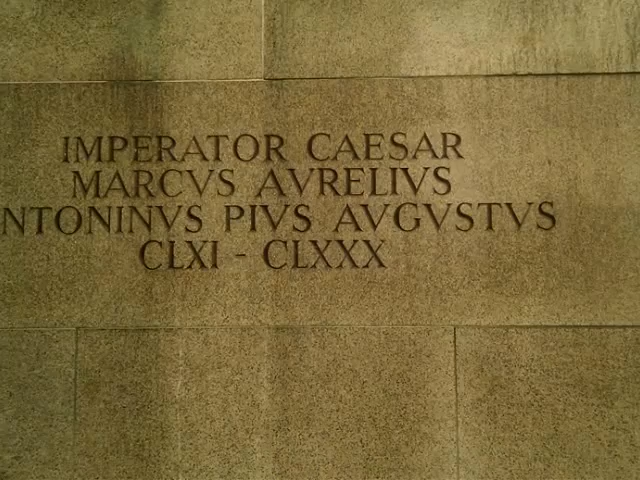 IMPERATOR CAESAR
MARCVS AVRELIVS
NTONINVS PIVS AVGVSTVS
CLXI - CLXXX